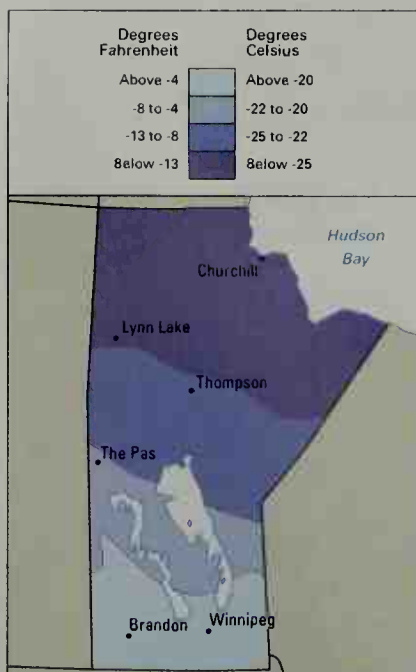 Degrees Fahrenheit
Degrees Celsius
Above -4
Above -20
-8 to -4
-22 to -20
-13 to -8
-25 to -22
8elow -13
8elow -25
Hudson
Bay
Churchill
Lynn Lake
Thompson
The Pas
Brandon
Winnipeg